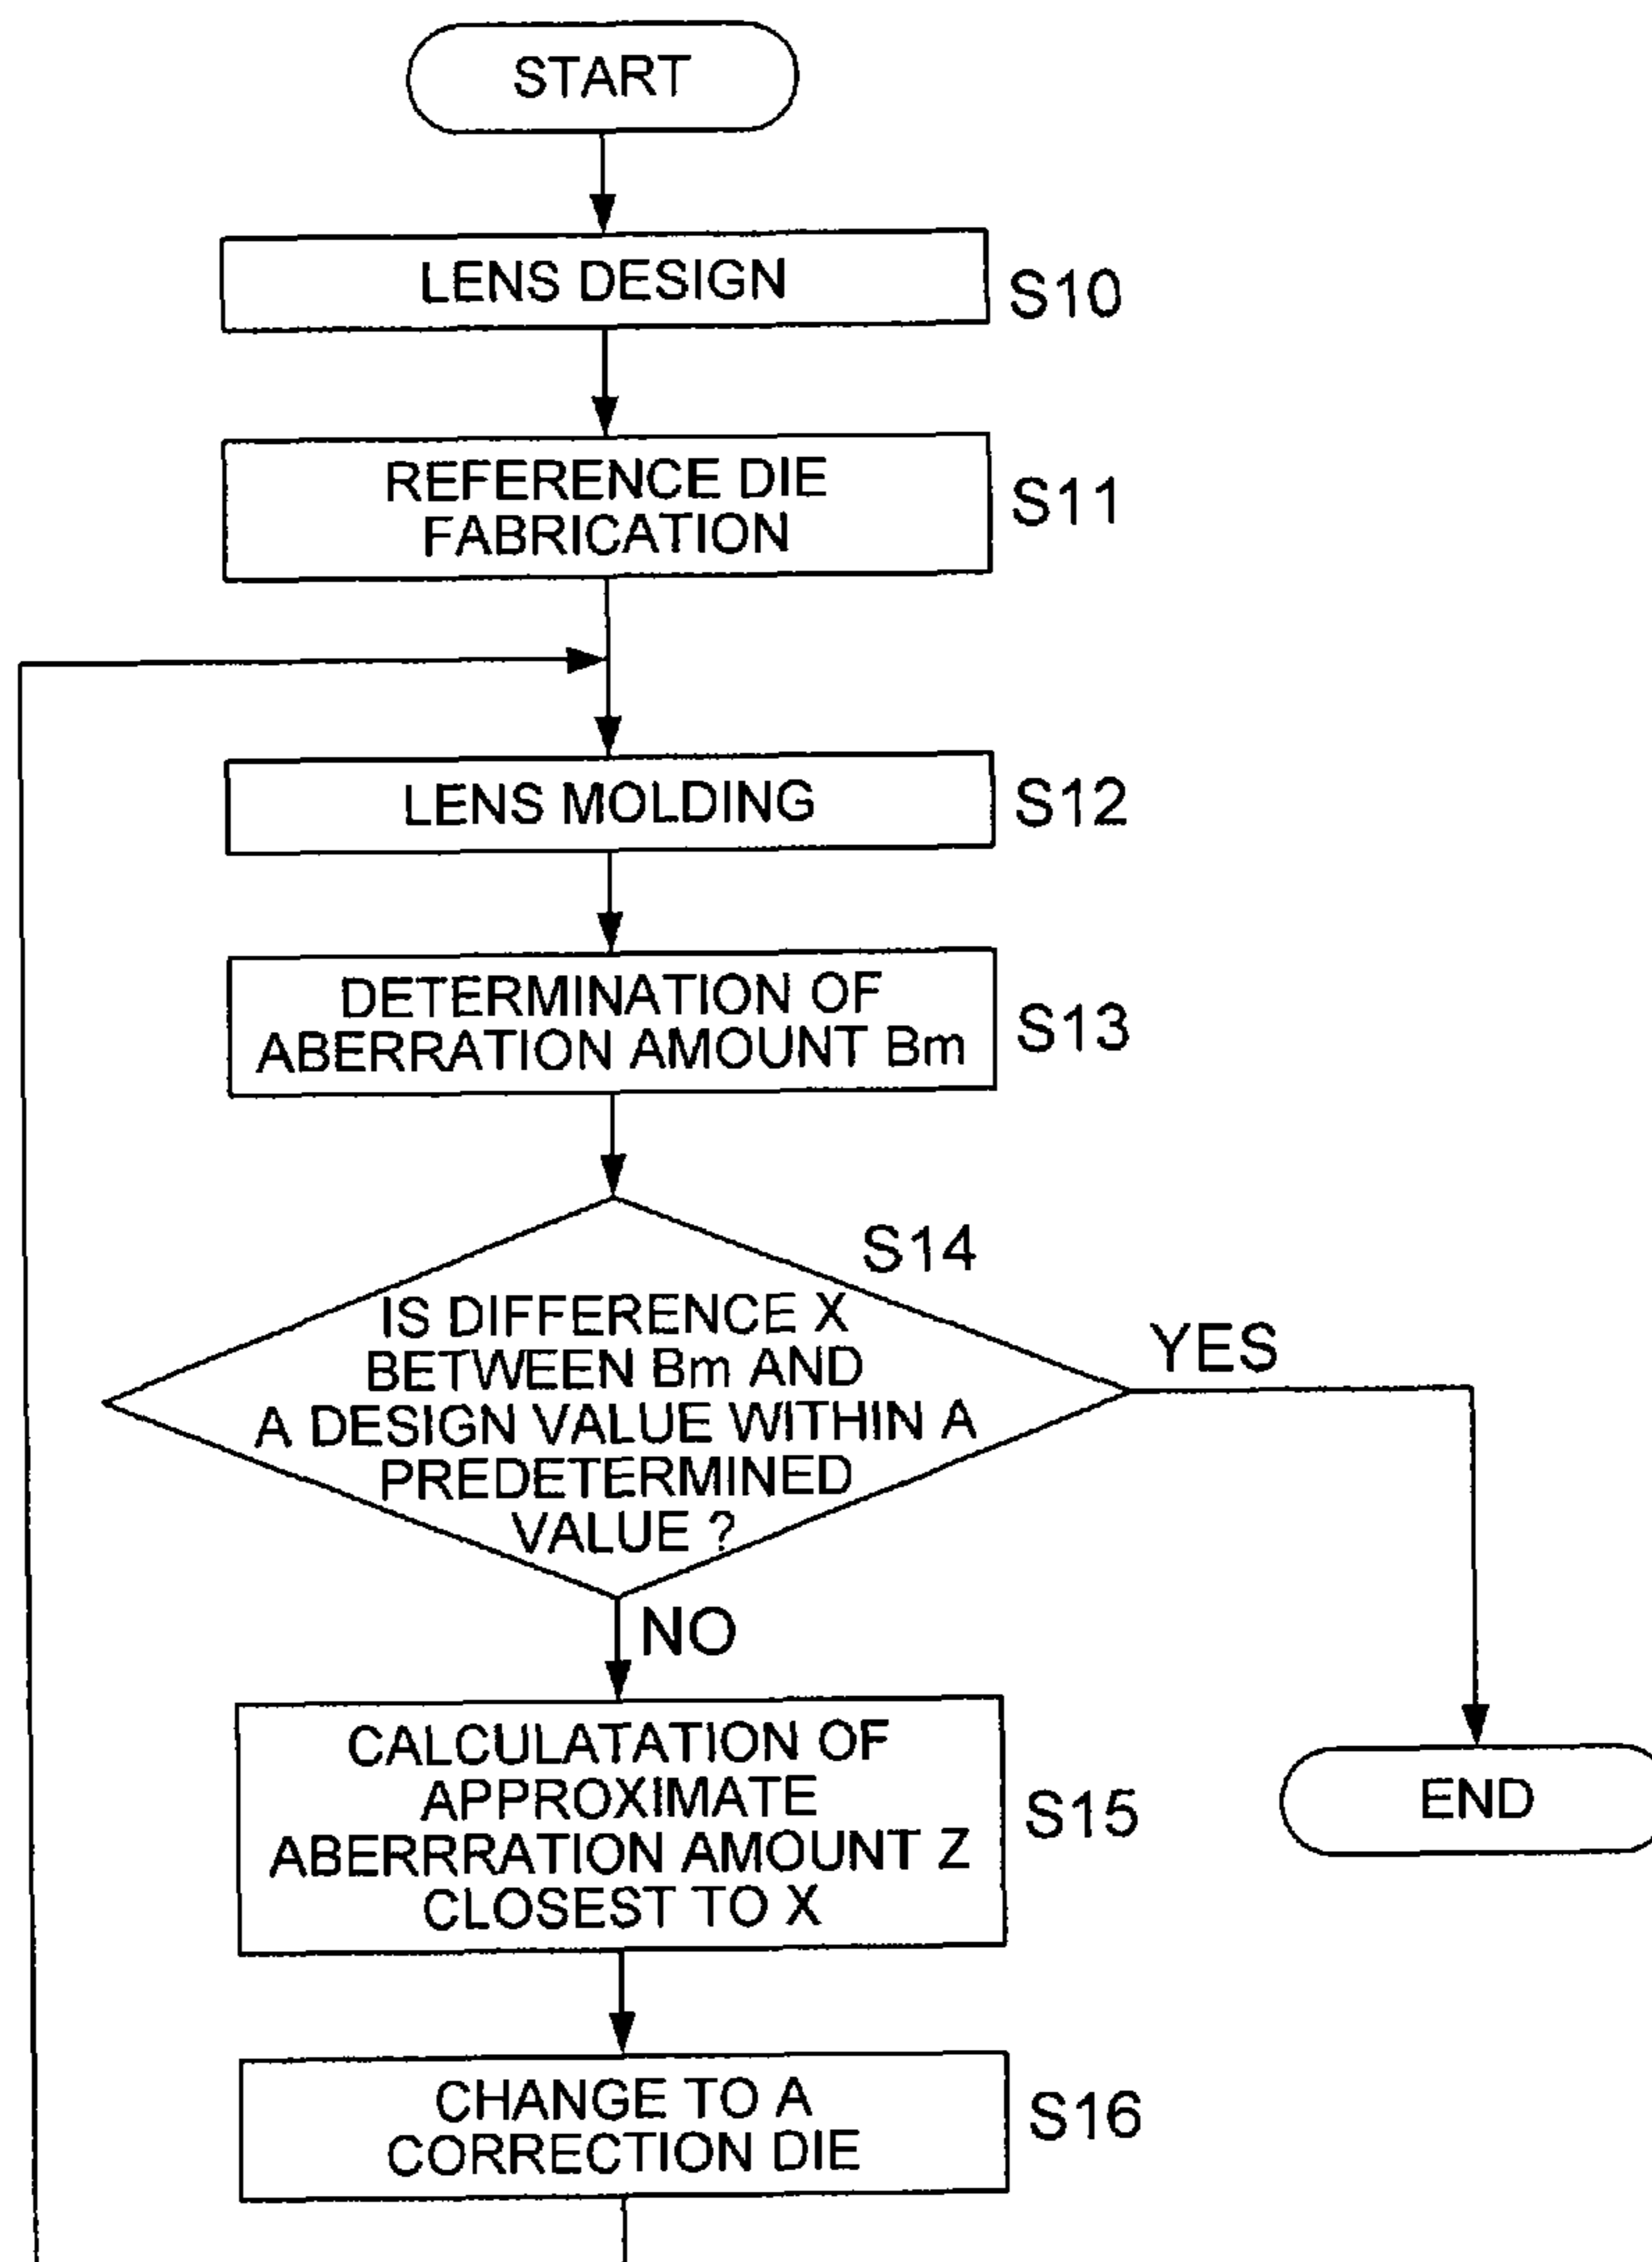 START
LENS DESIGN
S10
REFERENCE DIE
FABRICATION
S11
LENS MOLDING
S12
DETERMINATION OF
ABERRATION AMOUNT Bm
S13
S14
IS DIFFERENCE X
BETWEEN Bm AND
A DESIGN VALUE WITHIN A
PREDETERMINED
VALUE ?
YES
NO
CALCULATATION OF
APPROXIMATE
ABERRRATION AMOUNT Z
CLOSEST TO X
S15
END
CHANGE TO A
CORRECTION DIE
S16